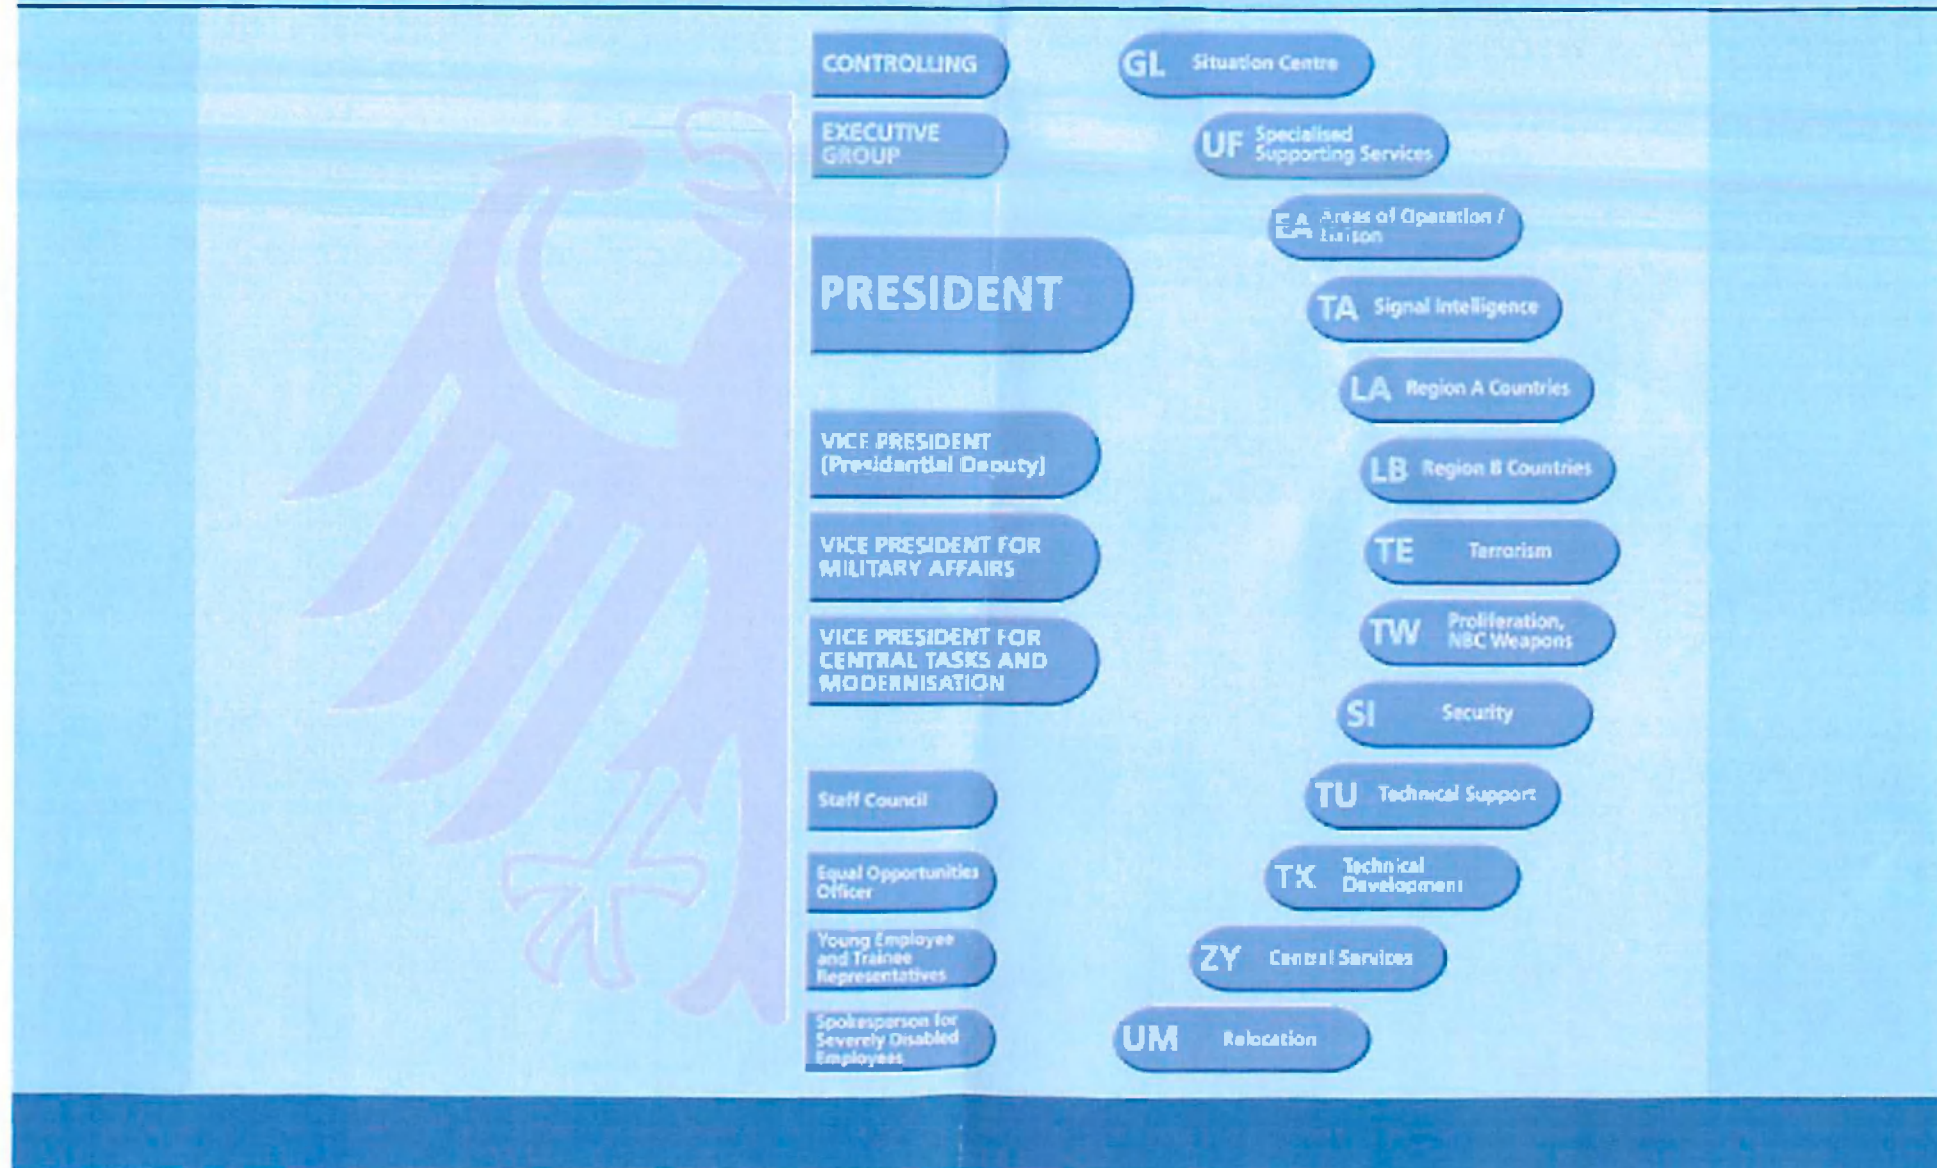 CONTROLLING
EXECUTIVE
GROUP
PRESIDENT
VICE PRESIDENT
(Presidential Deputy)
VICE PRESIDENT FOR
MILITARY AFFAIRS
VICE PRESIDENT FOR
CENTRAL TASKS AND
MODERNISATION
Staff Council
Equal Opportunities
Officer
Young Employee
and Trainee
Representatives
Spokesperson for
Severely Disabled
Employees
GL Situation Centre
UF Specialised
Supporting Services
EA Areas of Operation /
Liaison
TA Signal Intelligence
LA Region A Countries
LB Region B Countries
TE Terrorism
TW Proliferation,
NBC Weapons
SI Security
TU Technical Support
TK Technical
Development
ZY Central Services
UM Relocation